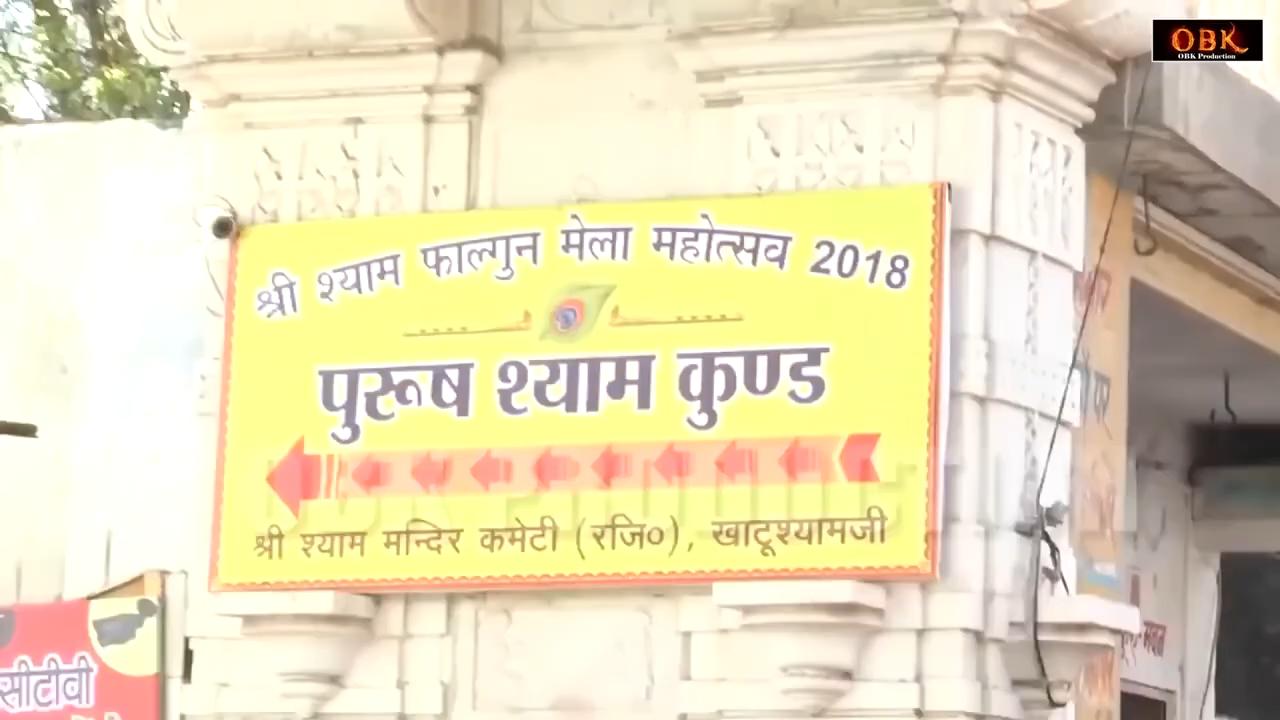 OBK
OBK Production
श्री श्याम फाल्गुन मेला महोत्सव 2018
पुरूष श्याम कुण्ड
श्री श्याम मन्दिर कमेटी (रजि०), खाटूश्यामजी
सीटीवी